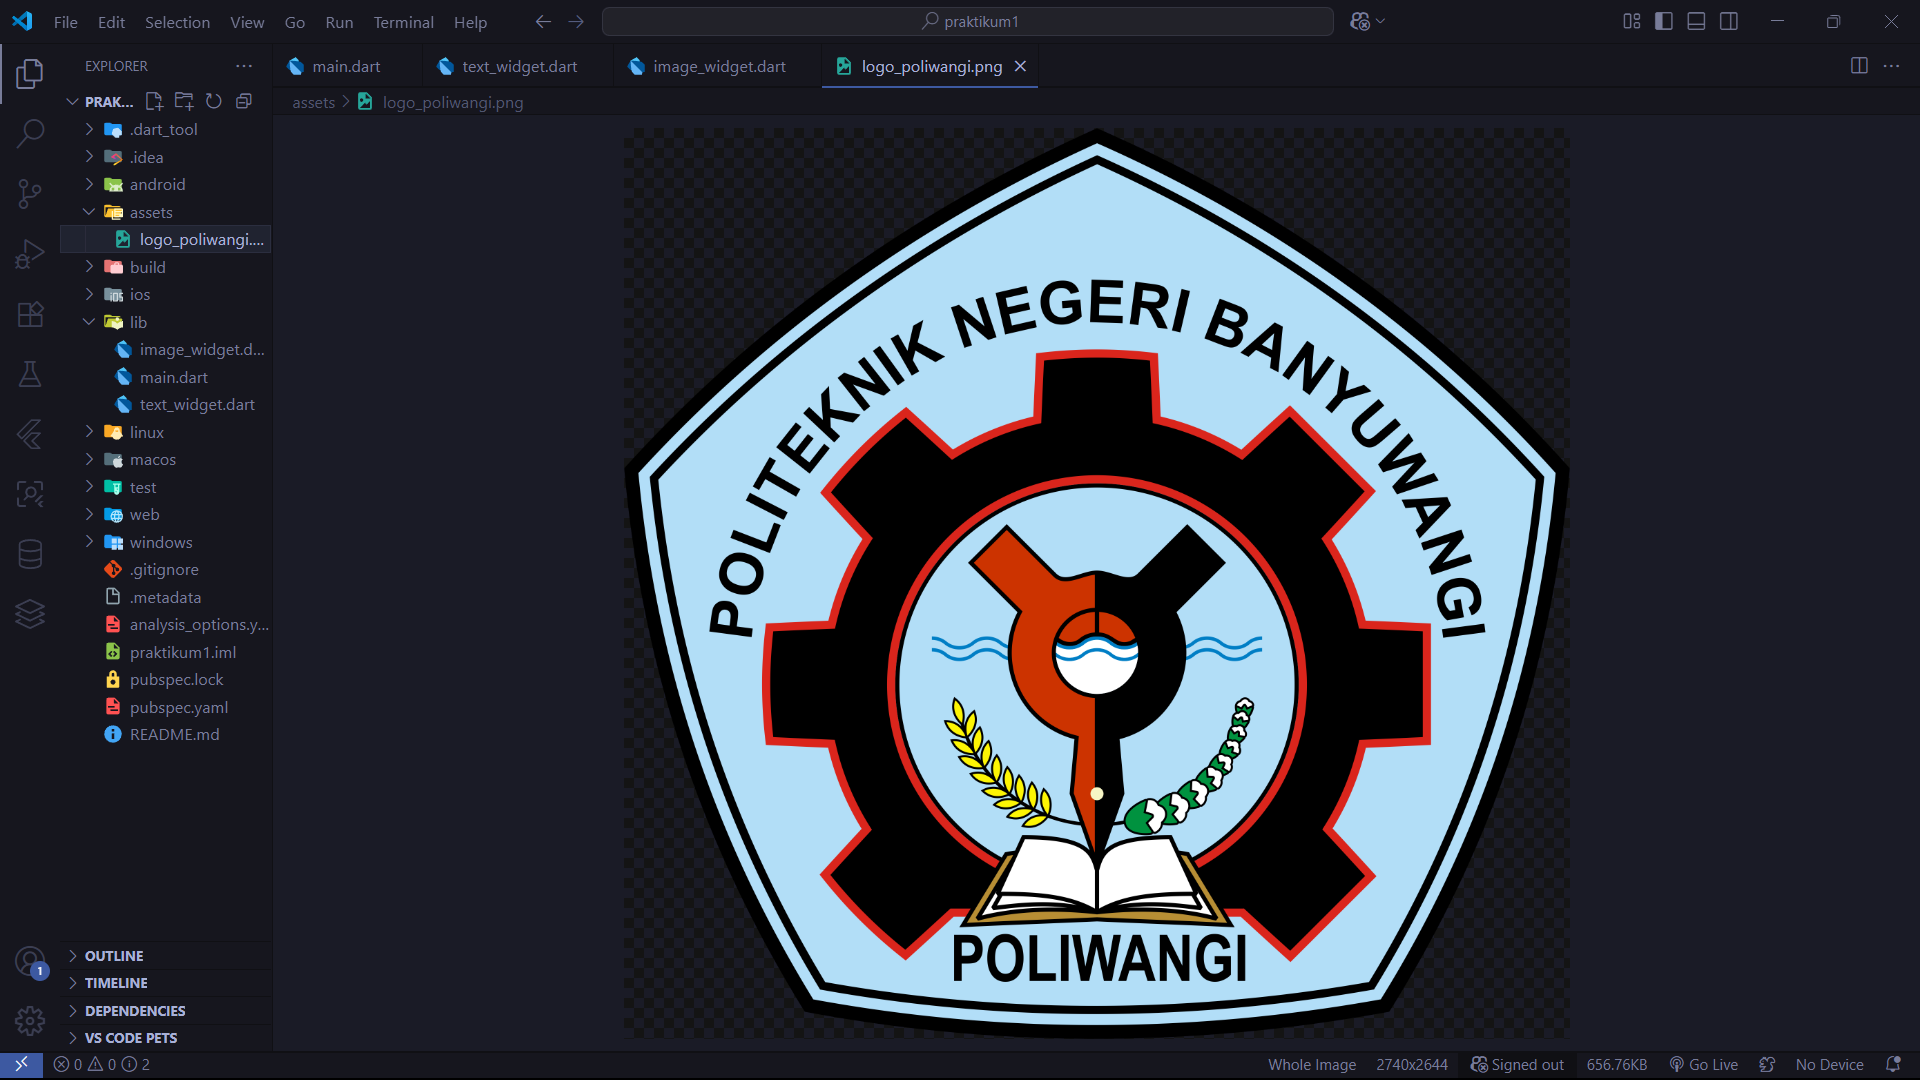 File Edit Selection View Go Run Terminal Help
praktikum1
EXPLORER
main.dart
text_widget.dart
image_widget.dart
logo_poliwangi.png
PRAK...
assets
logo_poliwangi.png
.dart_tool
.idea
android
assets
logo_poliwangi....
build
ios
lib
image_widget.d...
main.dart
text_widget.dart
linux
macos
test
web
windows
.gitignore
.metadata
analysis_options.y...
praktikum1.iml
pubspec.lock
pubspec.yaml
README.md
POLITEKNIK NEGERI BANYUWANGI
POLIWANGI
1
OUTLINE
TIMELINE
DEPENDENCIES
VS CODE PETS
0 0 2
Whole Image 2740x2644 Signed out 656.76KB Go Live No Device